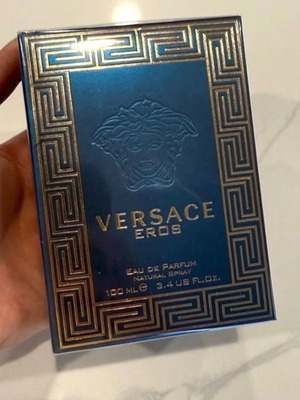 VERSACE
EROS
EAU DE PARFUM
NATURAL SPRAY
100 ML ℮ 3.4 US FL.OZ.